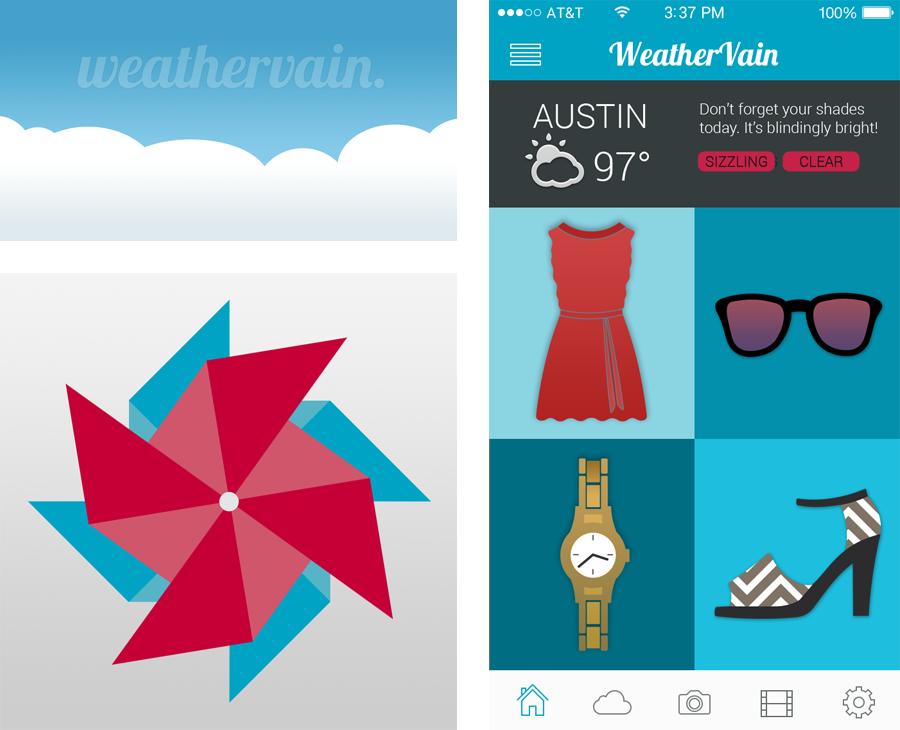 weathervain.
AT&T 3:37 PM 100%
WeatherVain
AUSTIN
97°
Don't forget your shades
today. It's blindingly bright!
SIZZLING CLEAR